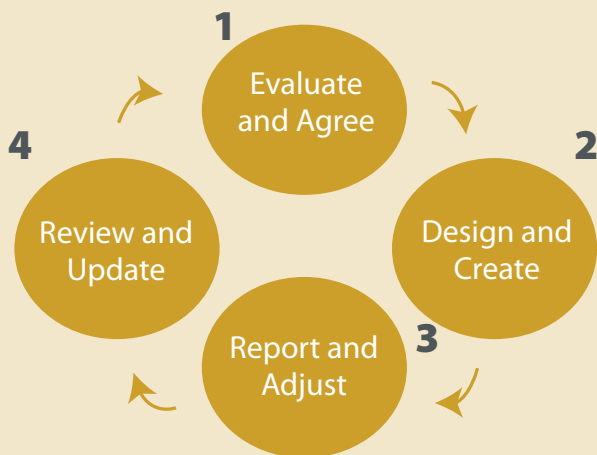 1
Evaluate
and Agree
2
Design and
Create
3
Report and
Adjust
4
Review and
Update